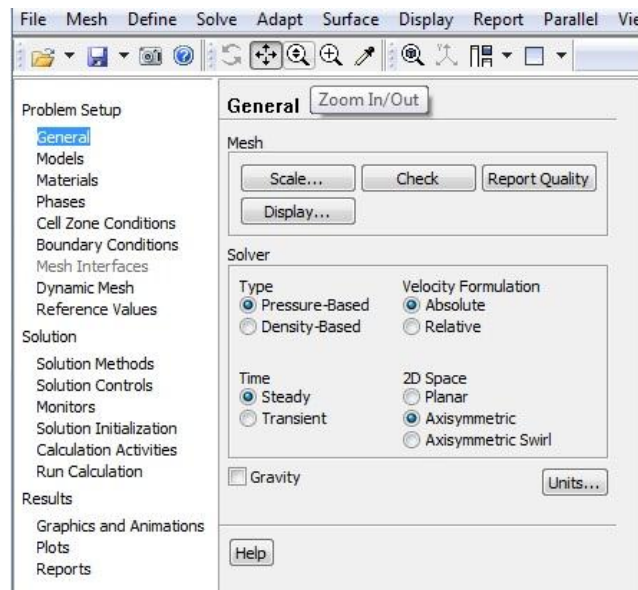 File Mesh Define Solve Adapt Surface Display Report Parallel
Zoom In/Out
Problem Setup
General
Models
Materials
Phases
Cell Zone Conditions
Boundary Conditions
Mesh Interfaces
Dynamic Mesh
Reference Values
Solution
Solution Methods
Solution Controls
Monitors
Solution Initialization
Calculation Activities
Run Calculation
Results
Graphics and Animations
Plots
Reports
General
Mesh
Scale... Check Report Quality
Display...
Solver
Type Velocity Formulation
Pressure-Based Absolute
Density-Based Relative
Time 2D Space
Steady Planar
Transient Axisymmetric
Axisymmetric Swirl
Gravity Units...
Help